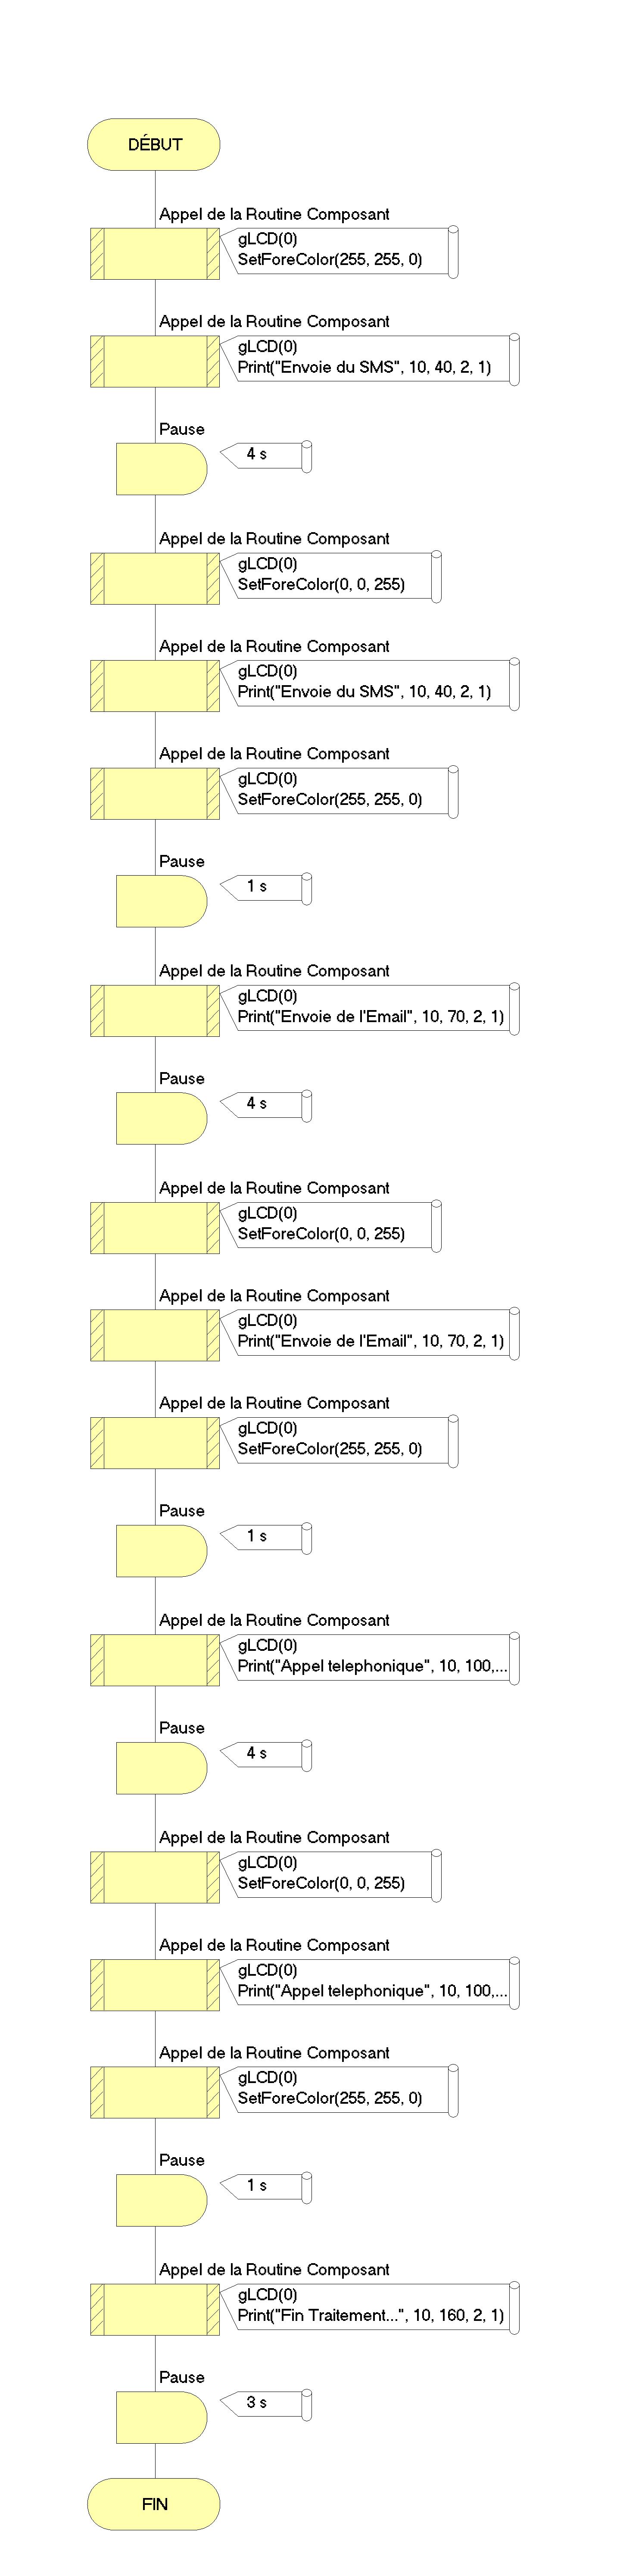 DÉBUT
Appel de la Routine Composant
gLCD(0)
SetForeColor(255, 255, 0)
Appel de la Routine Composant
gLCD(0)
Print("Envoie du SMS", 10, 40, 2, 1)
Pause
4 s
Appel de la Routine Composant
gLCD(0)
SetForeColor(0, 0, 255)
Appel de la Routine Composant
gLCD(0)
Print("Envoie du SMS", 10, 40, 2, 1)
Appel de la Routine Composant
gLCD(0)
SetForeColor(255, 255, 0)
Pause
1 s
Appel de la Routine Composant
gLCD(0)
Print("Envoie de l'Email", 10, 70, 2, 1)
Pause
4 s
Appel de la Routine Composant
gLCD(0)
SetForeColor(0, 0, 255)
Appel de la Routine Composant
gLCD(0)
Print("Envoie de l'Email", 10, 70, 2, 1)
Appel de la Routine Composant
gLCD(0)
SetForeColor(255, 255, 0)
Pause
1 s
Appel de la Routine Composant
gLCD(0)
Print("Appel telephonique", 10, 100,...
Pause
4 s
Appel de la Routine Composant
gLCD(0)
SetForeColor(0, 0, 255)
Appel de la Routine Composant
gLCD(0)
Print("Appel telephonique", 10, 100,...
Appel de la Routine Composant
gLCD(0)
SetForeColor(255, 255, 0)
Pause
1 s
Appel de la Routine Composant
gLCD(0)
Print("Fin Traitement...", 10, 160, 2, 1)
Pause
3 s
FIN